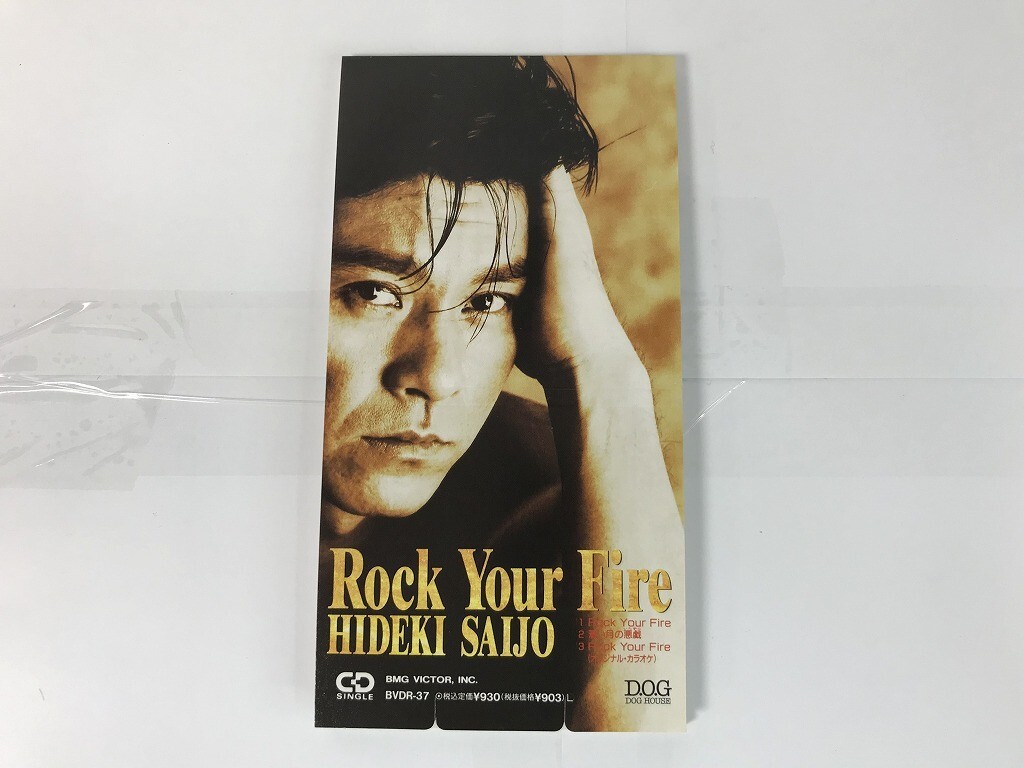 Rock Your Fire
HIDEKI SAIJO
1 Rock Your Fire
2 月の悪戯
3 Rock Your Fire
(オリジナル・カラオケ)
CD
SINGLE
BMG VICTOR, INC.
BVDR-37 税込定価¥930(税抜価格¥903)L
D.O.G
DOG HOUSE